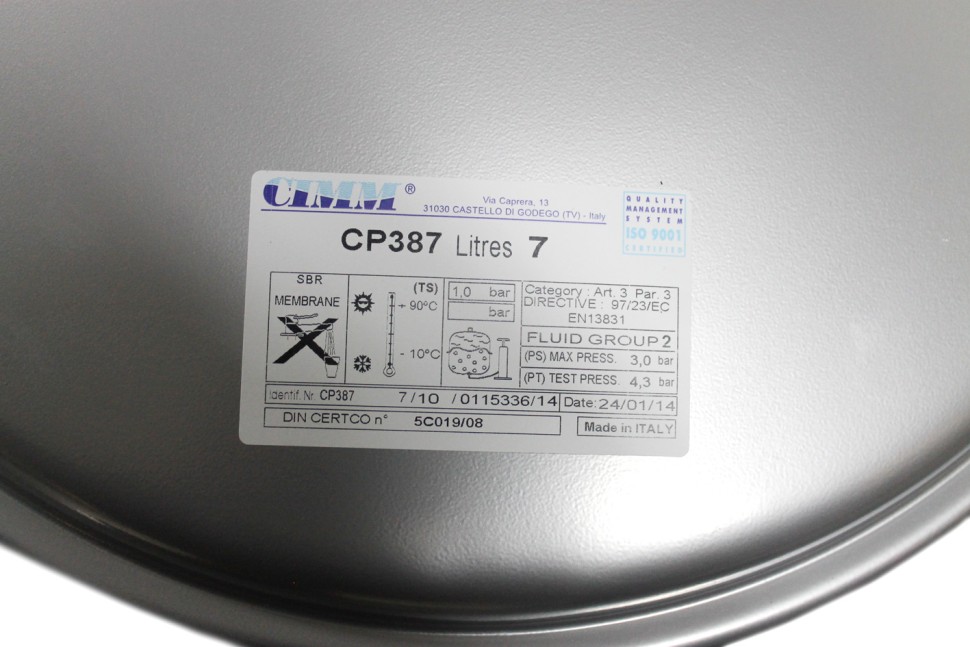 CIMM ®
Via Caprera, 13
31030 CASTELLO DI GODEGO (TV) - Italy
QUALITY
MANAGEMENT
SYSTEM
ISO 9001
CERTIFIED
CP387 Litres 7
SBR
MEMBRANE
(TS)
+ 90°C
- 10°C
1,0 bar
bar
Category : Art. 3 Par. 3
DIRECTIVE : 97/23/EC
EN13831
FLUID GROUP 2
(PS) MAX PRESS. 3,0 bar
(PT) TEST PRESS. 4,3 bar
Identif. Nr. CP387 7/10 /0115336/14 Date: 24/01/14
DIN CERTCO n° 5C019/08
Made in ITALY